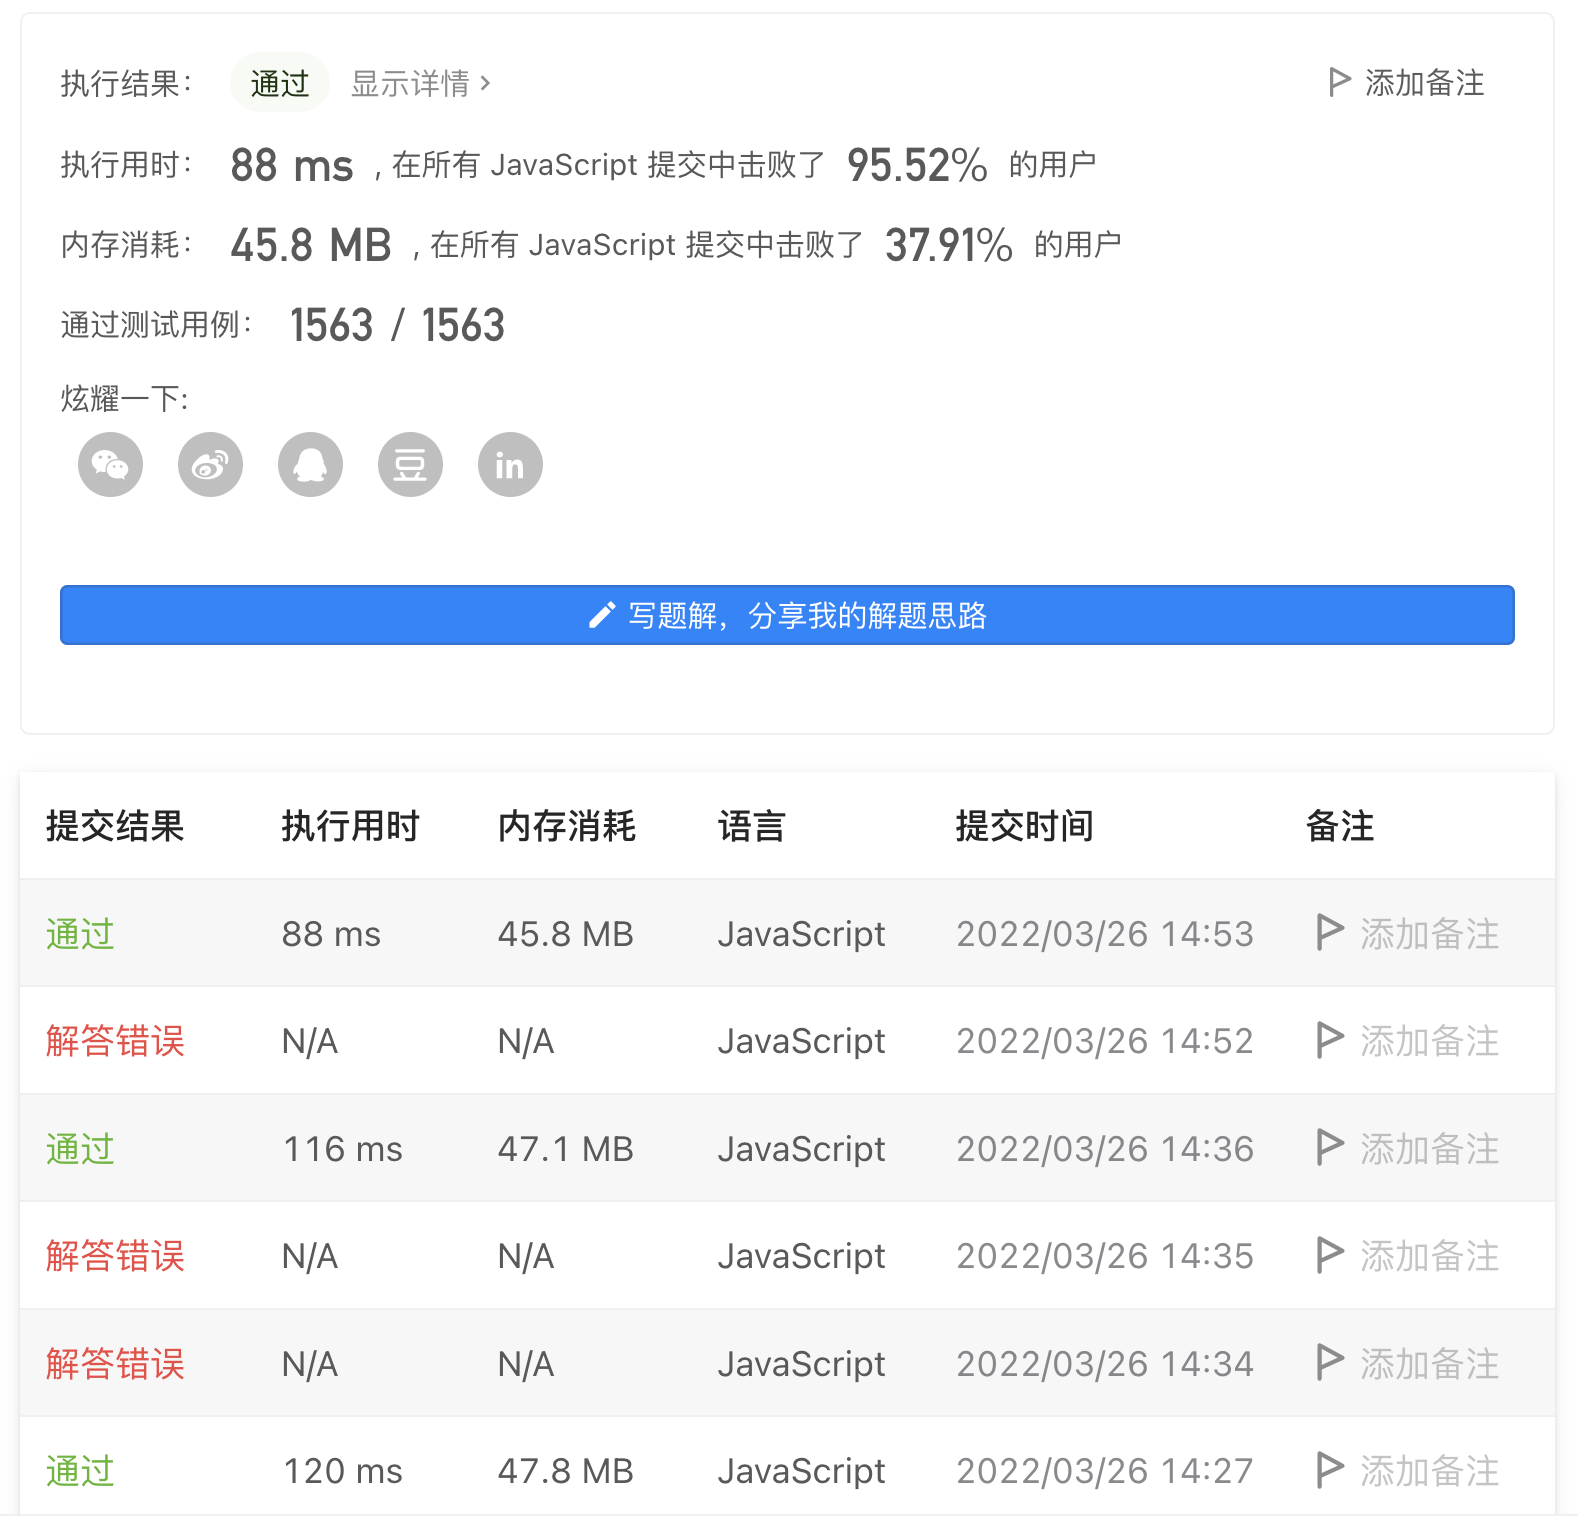 执行结果： 通过 显示详情 › 添加备注
执行用时： 88 ms , 在所有 JavaScript 提交中击败了 95.52% 的用户
内存消耗： 45.8 MB , 在所有 JavaScript 提交中击败了 37.91% 的用户
通过测试用例： 1563 / 1563
炫耀一下:
豆 in
写题解，分享我的解题思路
提交结果 执行用时 内存消耗 语言 提交时间 备注
通过 88 ms 45.8 MB JavaScript 2022/03/26 14:53 添加备注
解答错误 N/A N/A JavaScript 2022/03/26 14:52 添加备注
通过 116 ms 47.1 MB JavaScript 2022/03/26 14:36 添加备注
解答错误 N/A N/A JavaScript 2022/03/26 14:35 添加备注
解答错误 N/A N/A JavaScript 2022/03/26 14:34 添加备注
通过 120 ms 47.8 MB JavaScript 2022/03/26 14:27 添加备注